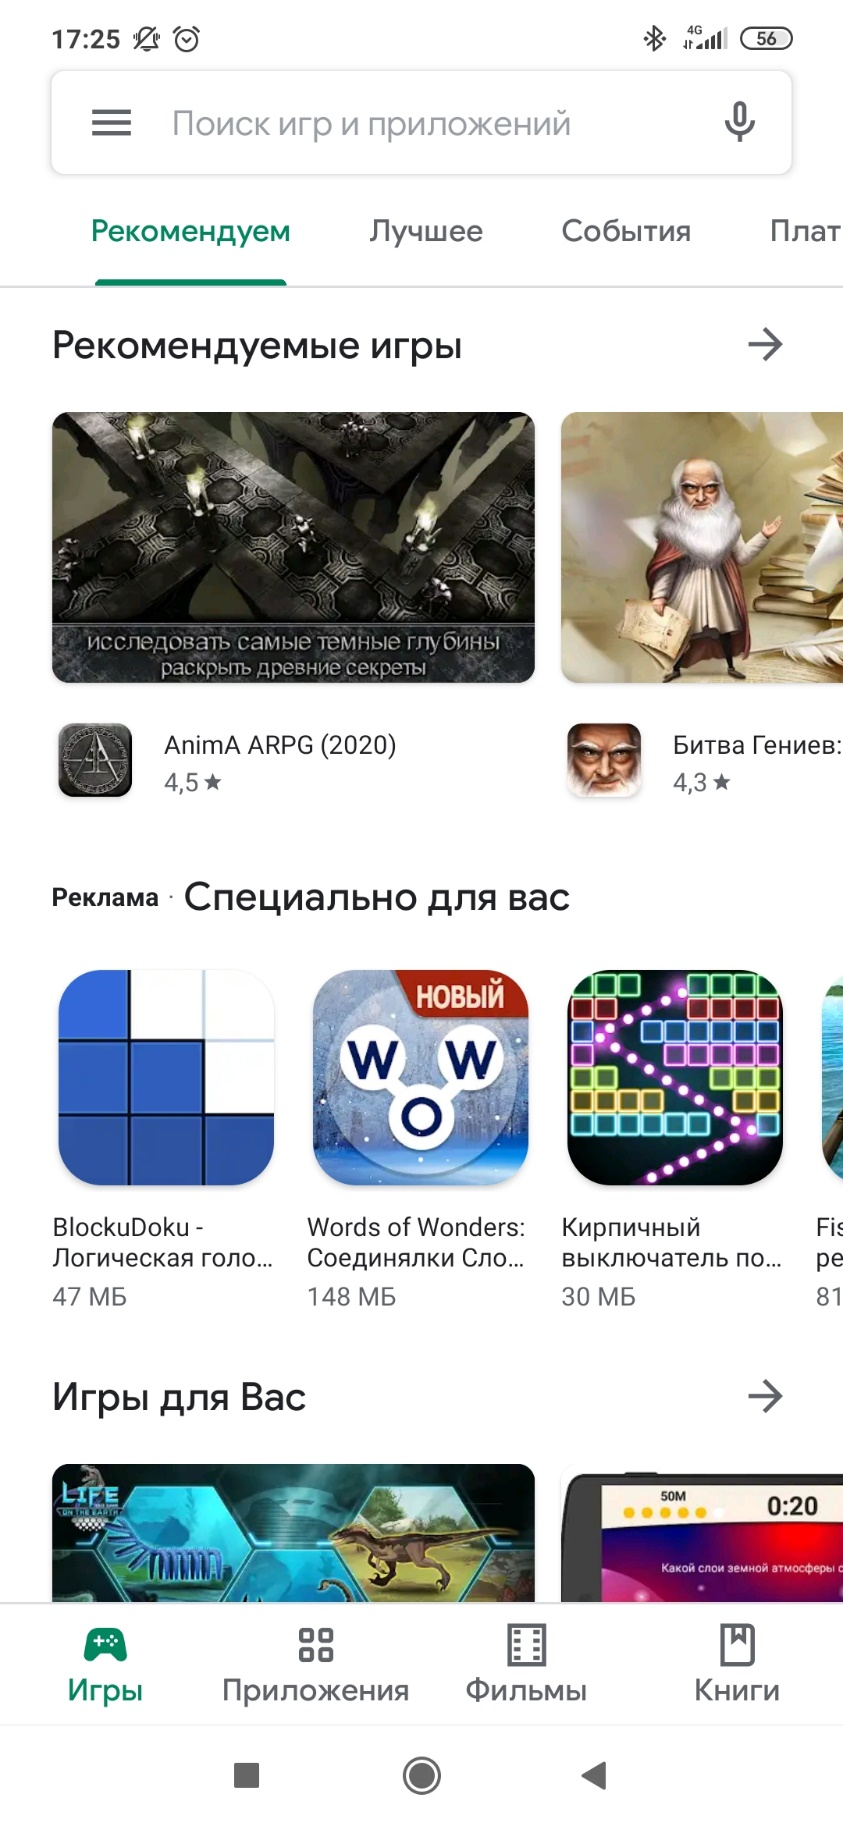 17:25
4G
56
Поиск игр и приложений
Рекомендуем Лучшее События Плат
Рекомендуемые игры
исследовать самые темные глубины
раскрыть древние секреты
AnimA ARPG (2020)
4,5 ★
Битва Гениев:
4,3 ★
Реклама · Специально для вас
НОВЫЙ
W W
O
BlockuDoku -
Логическая голо...
47 МБ
Words of Wonders:
Соединялки Сло...
148 МБ
Кирпичный
выключатель по...
30 МБ
Fis
ре
81
Игры для Вас
LIFE
ON THE EARTH
50M
0:20
Какой слои земной атмосферы с
Игры Приложения Фильмы Книги